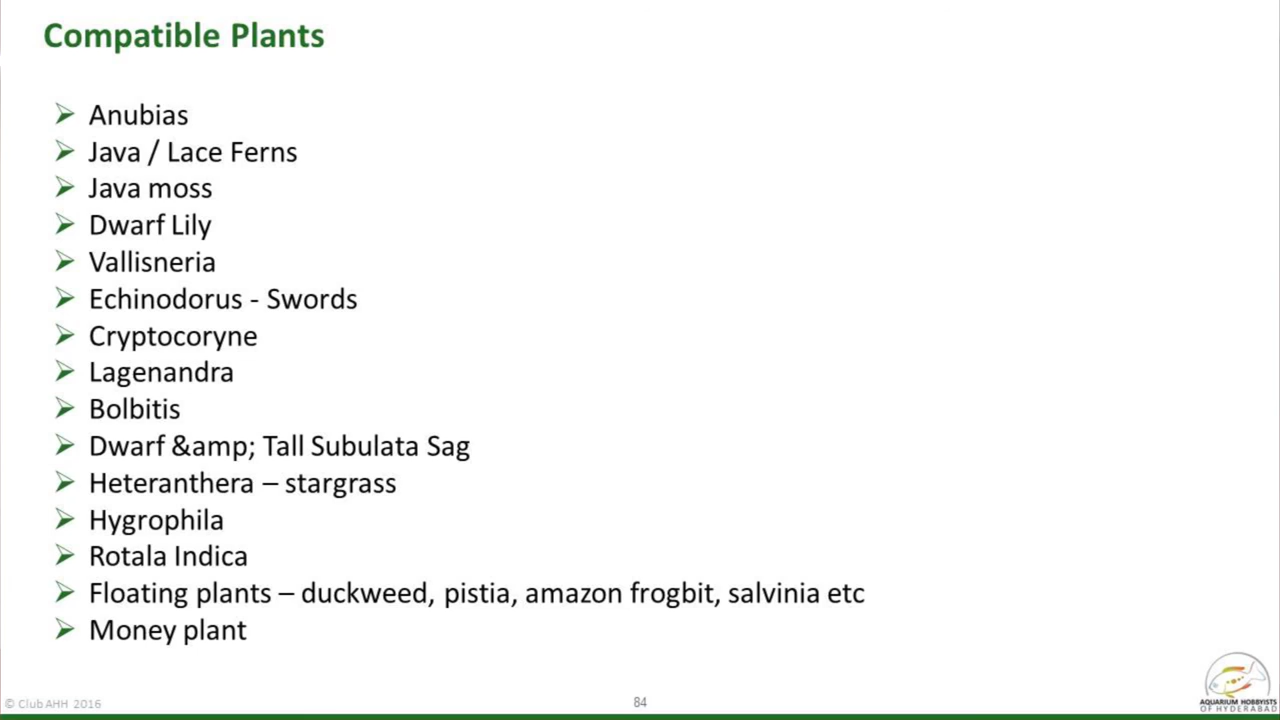 Compatible Plants
Anubias
Java / Lace Ferns
Java moss
Dwarf Lily
Vallisneria
Echinodorus - Swords
Cryptocoryne
Lagenandra
Bolbitis
Dwarf &amp; Tall Subulata Sag
Heteranthera – stargrass
Hygrophila
Rotala Indica
Floating plants – duckweed, pistia, amazon frogbit, salvinia etc
Money plant
© Club AHH 2016
84
AQUARIUM HOBBYISTS
OF HYDERABAD